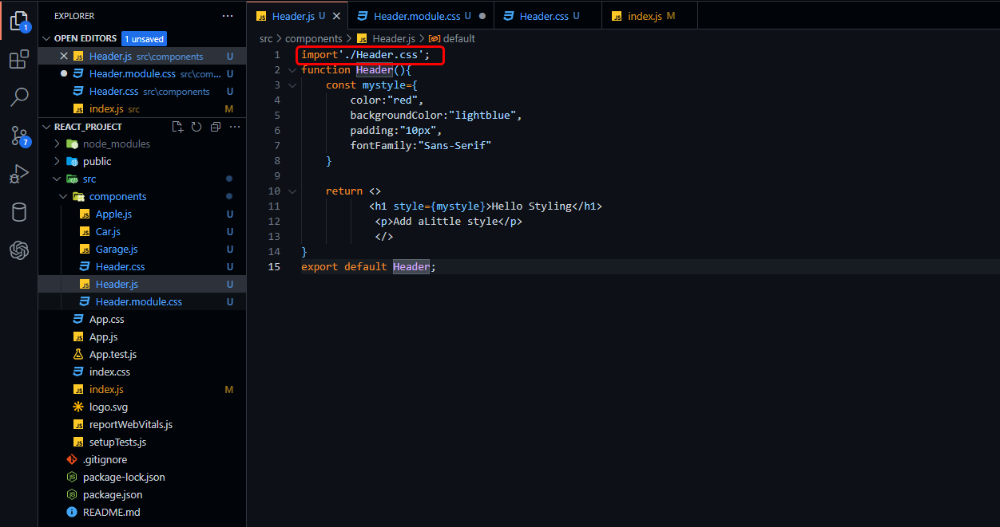 EXPLORER ···
OPEN EDITORS 1 unsaved
Header.js src\components U
Header.module.css src\com... U
Header.css src\components U
index.js src M
REACT_PROJECT
node_modules
public
src
components
Apple.js U
Car.js U
Garage.js U
Header.css U
Header.js U
Header.module.css U
App.css
App.js
App.test.js
index.css
index.js M
logo.svg
reportWebVitals.js
setupTests.js
.gitignore
package-lock.json
package.json
README.md
1
7
Header.js U
Header.module.css U
Header.css U
index.js M
src > components > JS Header.js > default
1 import'./Header.css';
2 function Header(){
3 const mystyle={
4 color:"red",
5 backgroundColor:"lightblue",
6 padding:"10px",
7 fontFamily:"Sans-Serif"
8 }
9
10 return <>
11 <h1 style={mystyle}>Hello Styling</h1>
12 <p>Add aLittle style</p>
13 </>
14 }
15 export default Header;